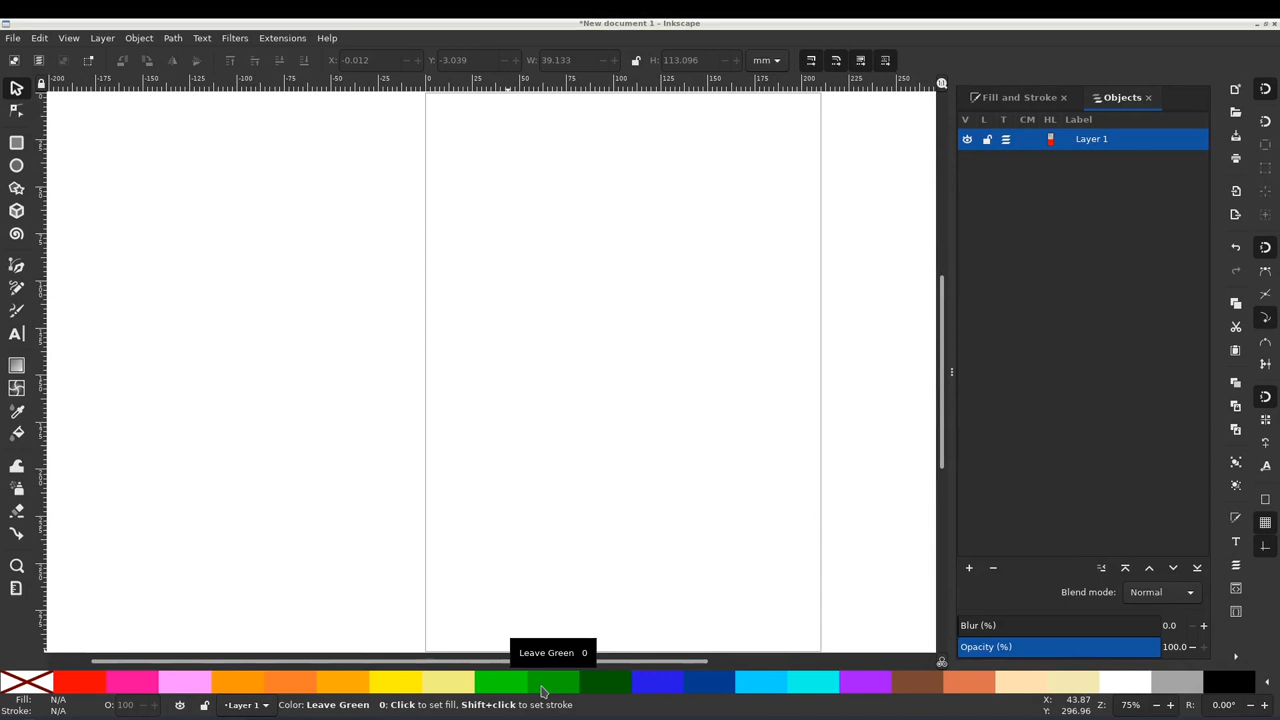 *New document 1 - Inkscape
File Edit View Layer Object Path Text Filters Extensions Help
X: -0.012 Y: -3.039 W: 39.133 H: 113.096 mm
-200 -175 -150 -125 -100 -75 -50 -25 0 25 50 75 100 125 150 175 200 225 250
Fill and Stroke Objects
V L T CM HL Label
Layer 1
Blend mode: Normal
Blur (%) 0.0
Opacity (%) 100.0
Leave Green 0
Fill: N/A
Stroke: N/A
O: 100
•Layer 1
Color: Leave Green 0; Click to set fill, Shift+click to set stroke
X: 43.87
Y: 296.96
Z: 75%
R: 0.00°